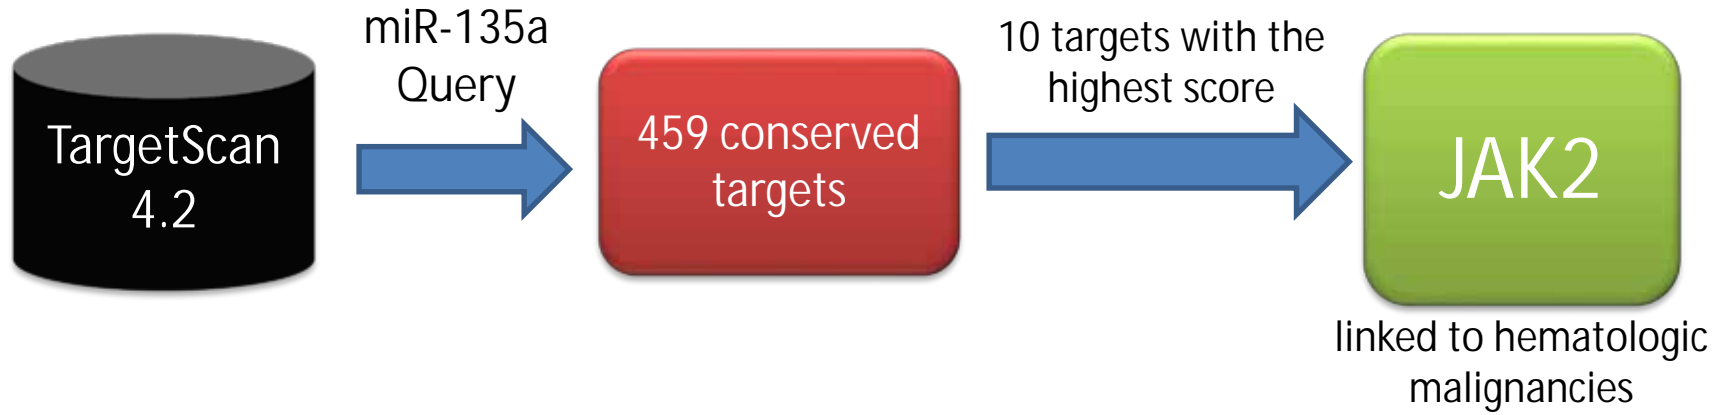 TargetScan
4.2
miR-135a
Query
459 conserved
targets
10 targets with the
highest score
JAK2
linked to hematologic
malignancies